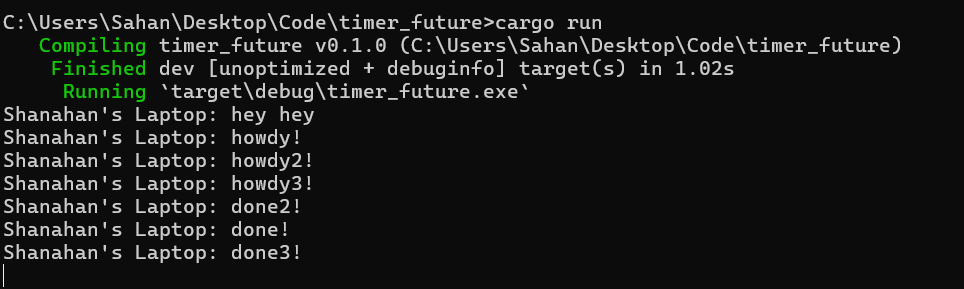 C:\Users\Sahan\Desktop\Code\timer_future>cargo run
Compiling timer_future v0.1.0 (C:\Users\Sahan\Desktop\Code\timer_future)
Finished dev [unoptimized + debuginfo] target(s) in 1.02s
Running `target\debug\timer_future.exe`
Shanahan's Laptop: hey hey
Shanahan's Laptop: howdy!
Shanahan's Laptop: howdy2!
Shanahan's Laptop: howdy3!
Shanahan's Laptop: done2!
Shanahan's Laptop: done!
Shanahan's Laptop: done3!